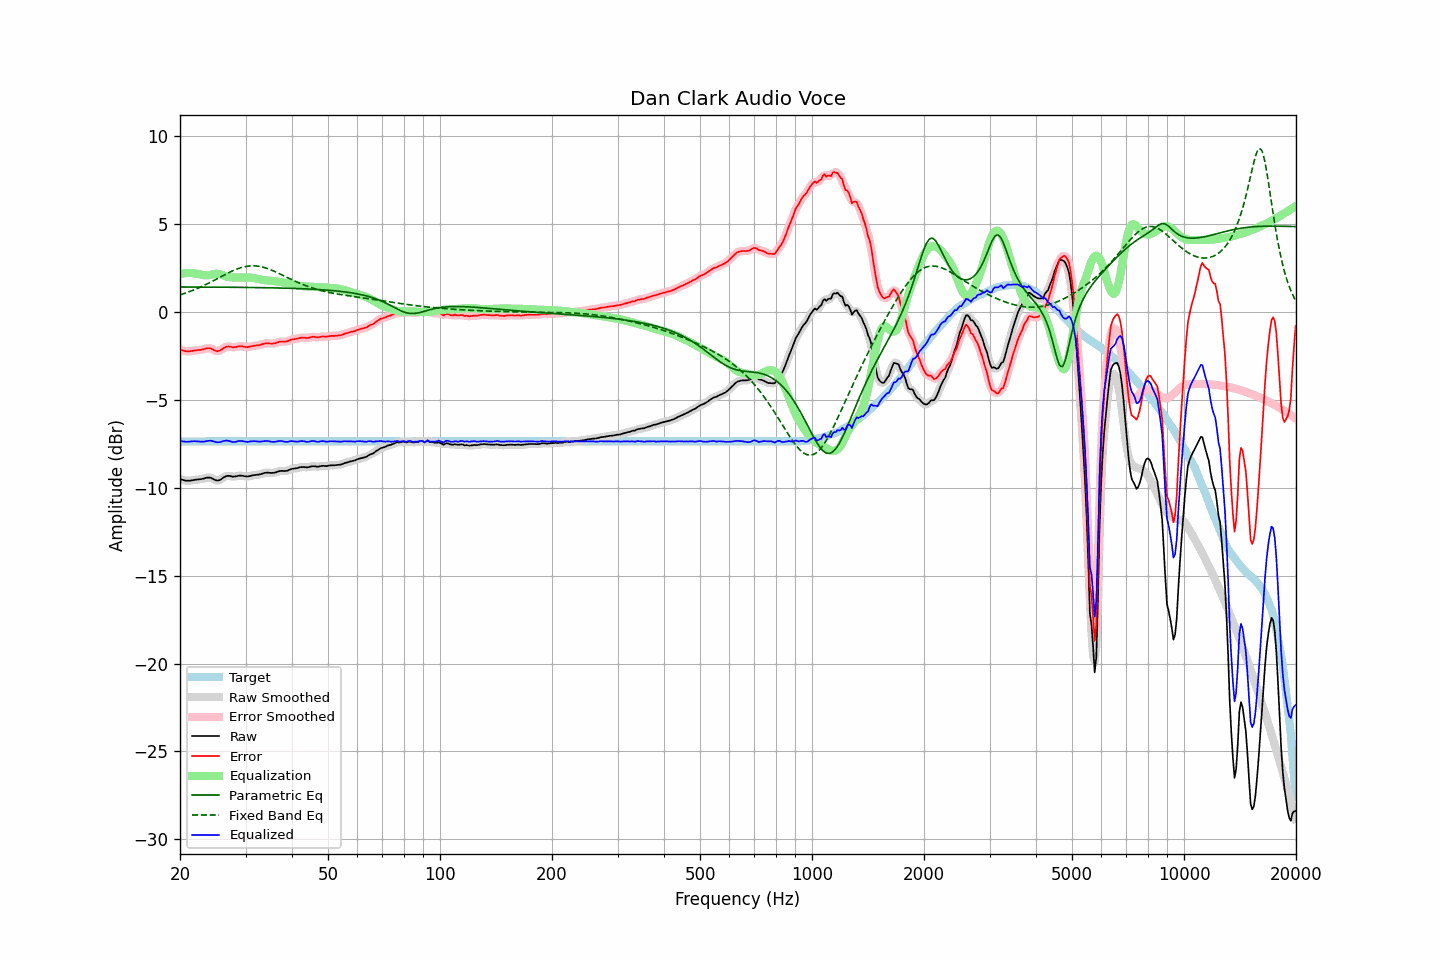 Dan Clark Audio Voce
Amplitude (dBr)
10
5
0
−5
−10
−15
−20
−25
−30
Target
Raw Smoothed
Error Smoothed
Raw
Error
Equalization
Parametric Eq
Fixed Band Eq
Equalized
20 50 100 200 500 1000 2000 5000 10000 20000
Frequency (Hz)